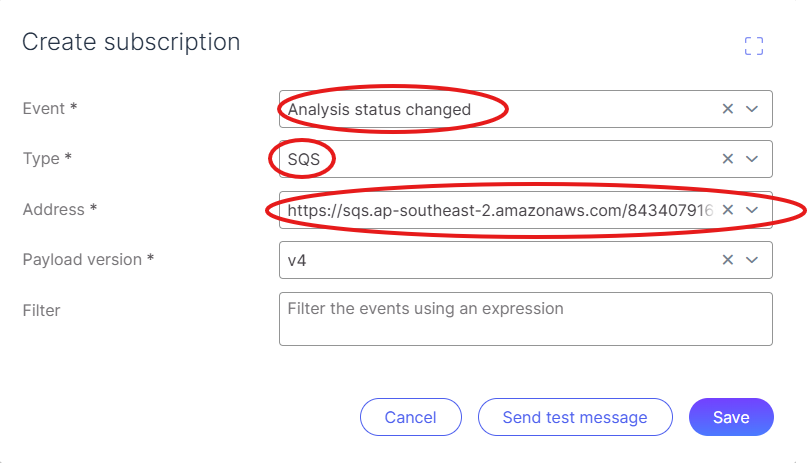 Create subscription
Event * Analysis status changed
Type * SQS
Address * https://sqs.ap-southeast-2.amazonaws.com/843407916
Payload version * v4
Filter Filter the events using an expression
Cancel Send test message Save